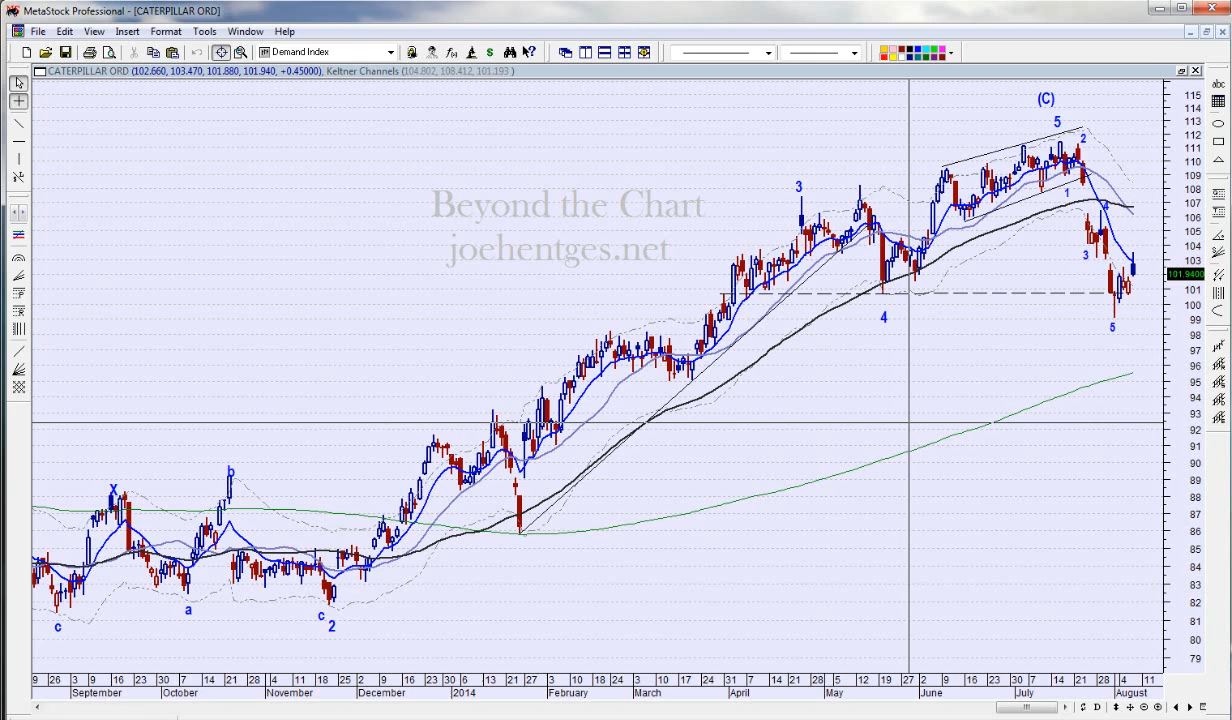 MetaStock Professional - [CATERPILLAR ORD]
File Edit View Insert Format Tools Window Help
Demand Index
CATERPILLAR ORD (102.660, 103.470, 101.880, 101.940, +0.45000), Keltner Channels (104.802, 108.412, 101.193 )
abc
Beyond the Chart
joehentges.net
(C)
5
2
3
1
4
3
4
5
X
b
a
c
c
2
115
114
113
112
111
110
109
108
107
106
105
104
103
101.9400
101
100
99
98
97
96
95
94
93
92
91
90
89
88
87
86
85
84
83
82
81
80
79
9 26 3 9 16 23 30 7 14 21 28 4 11 18 25 2 9 16 23 30 6 13 21 27 3 10 18 24 3 10 17 24 31 7 14 21 28 5 12 19 27 2 9 16 23 30 7 14 21 28 4 11
September October November December 2014 February March April May June July August
D